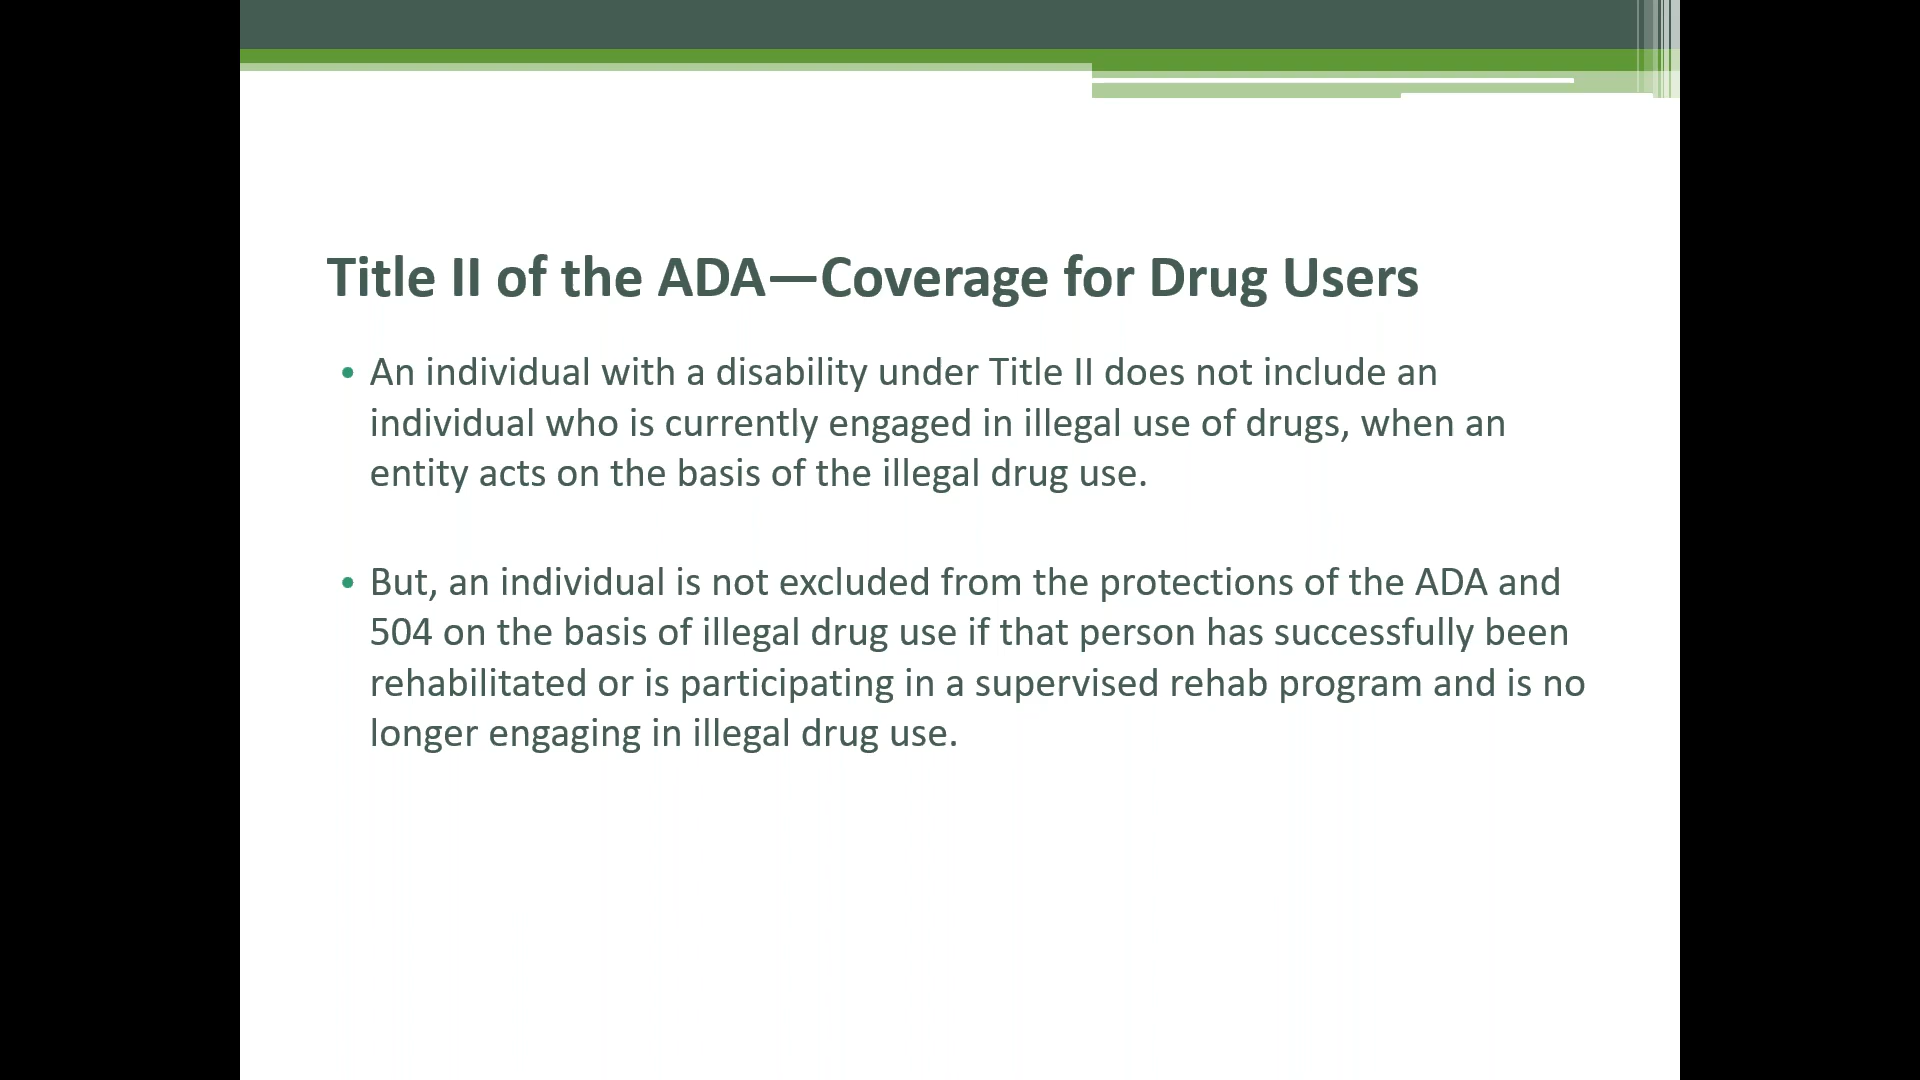 Title II of the ADA—Coverage for Drug Users
• An individual with a disability under Title II does not include an
individual who is currently engaged in illegal use of drugs, when an
entity acts on the basis of the illegal drug use.
• But, an individual is not excluded from the protections of the ADA and
504 on the basis of illegal drug use if that person has successfully been
rehabilitated or is participating in a supervised rehab program and is no
longer engaging in illegal drug use.